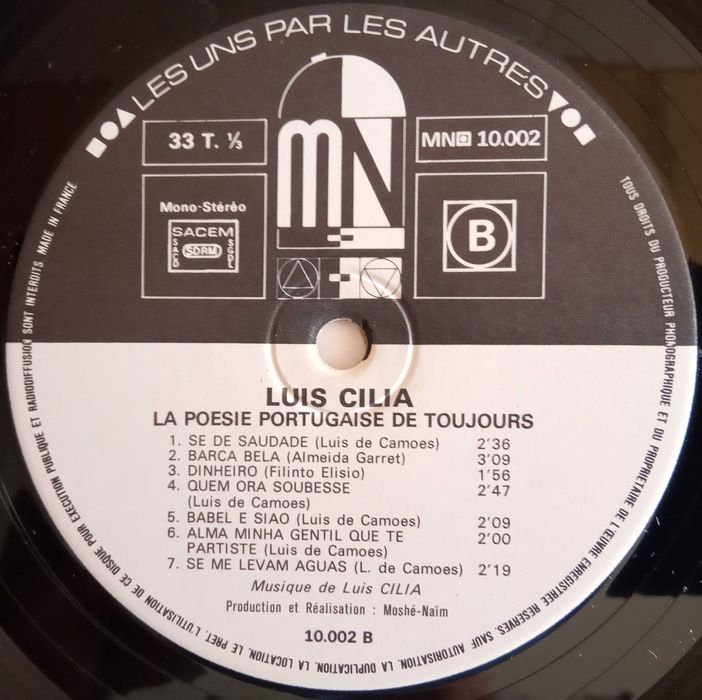 ■●▲ LES UNS PAR LES AUTRES ▼●■
MN
33 T. ⅓
MN 10.002
Mono-Stéréo
SACEM
SACD
SDRM
SGDL
B
LUIS CILIA
LA POESIE PORTUGAISE DE TOUJOURS
1. SE DE SAUDADE (Luis de Camoes) 2'36
2. BARCA BELA (Almeida Garret) 3'09
3. DINHEIRO (Filinto Elisio) 1'56
4. QUEM ORA SOUBESSE 2'47
(Luis de Camoes)
5. BABEL E SIAO (Luis de Camoes) 2'09
6. ALMA MINHA GENTIL QUE TE 2'00
PARTISTE (Luis de Camoes)
7. SE ME LEVAM AGUAS (L. de Camoes) 2'19
Musique de Luis CILIA
Production et Réalisation : Moshé-Naïm
10.002 B
TOUS DROITS DU PRODUCTEUR PHONOGRAPHIQUE ET DU PROPRIETAIRE DE L'ŒUVRE ENREGISTREE RESERVES. SAUF AUTORISATION, LA DUPLICATION, LA LOCATION, LE PRET, L'UTILISATION DE CE DISQUE POUR EXECUTION PUBLIQUE ET RADIODIFFUSION SONT INTERDITS. MADE IN FRANCE